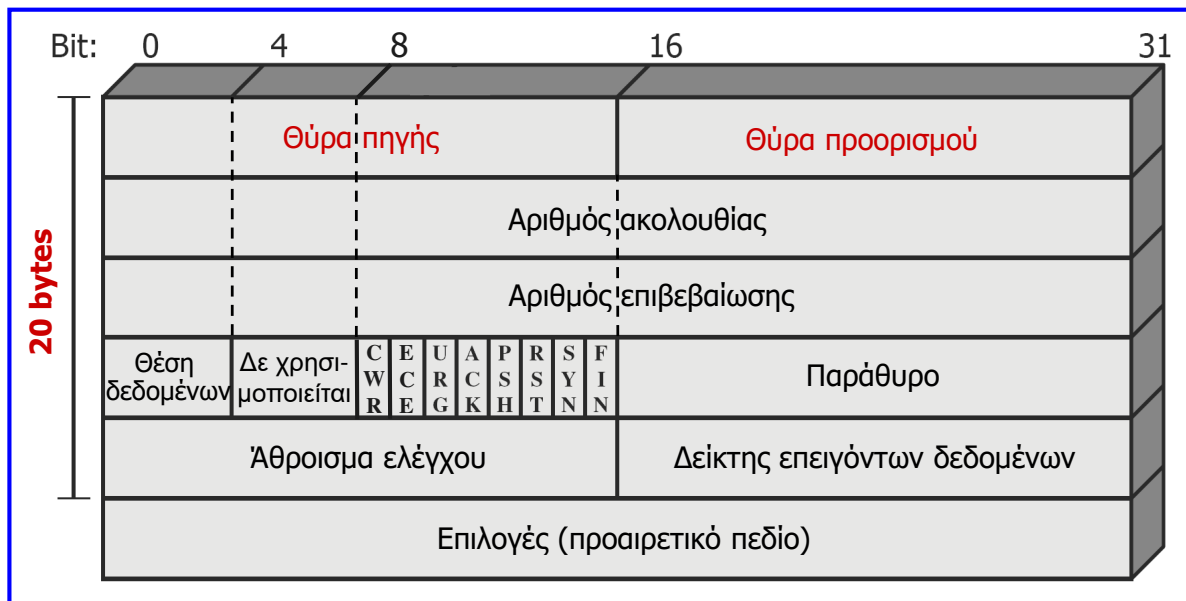 Bit: 0 4 8 16 31
Θύρα πηγής Θύρα προορισμού
Αριθμός ακολουθίας
20 bytes
Αριθμός επιβεβαίωσης
Θέση δεδομένων Δε χρησι-μοποιείται CWR ECE URG ACK PSH RST SYN FIN Παράθυρο
Άθροισμα ελέγχου Δείκτης επειγόντων δεδομένων
Επιλογές (προαιρετικό πεδίο)